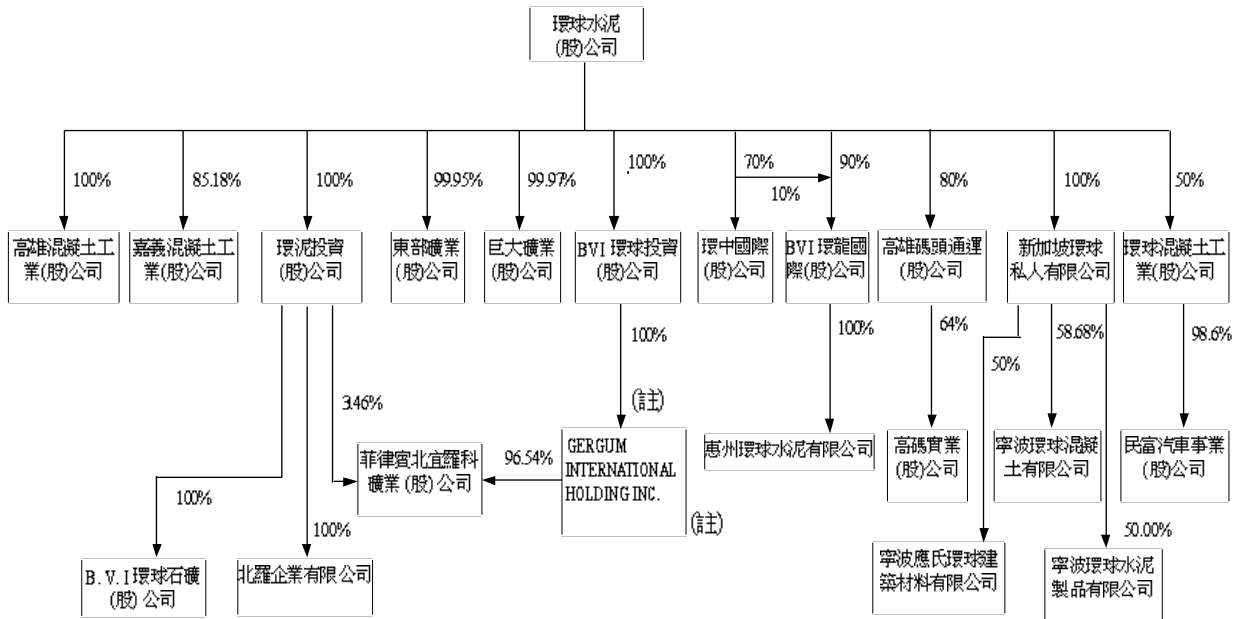 環球水泥
(股)公司
100%
85.18%
100%
99.95%
99.97%
100%
70%
10%
90%
80%
100%
50%
高雄混凝土工
業(股)公司
嘉義混凝土工
業(股)公司
環泥投資
(股)公司
東部礦業
(股)公司
巨大礦業
(股)公司
BVI 環球投資
(股)公司
環中國際
(股)公司
BVI 環龍國
際(股)公司
高雄碼頭通運
(股)公司
新加坡環球
私人有限公司
環球混凝土工
業(股)公司
100%
100%
64%
50%
58.68%
98.6%
3.46%
(註)
菲律賓北宜羅科
礦業 (股) 公司
96.54%
GERGUM
INTERNATIONAL
HOLDING INC.
(註)
惠州環球水泥有限公司
高碼實業
(股)公司
寧波環球混凝
土有限公司
民富汽車事業
(股)公司
100%
100%
50.00%
B.V.I 環球石礦
(股) 公司
北羅企業有限公司
寧波應氏環球建
築材料有限公司
寧波環球水泥
製品有限公司